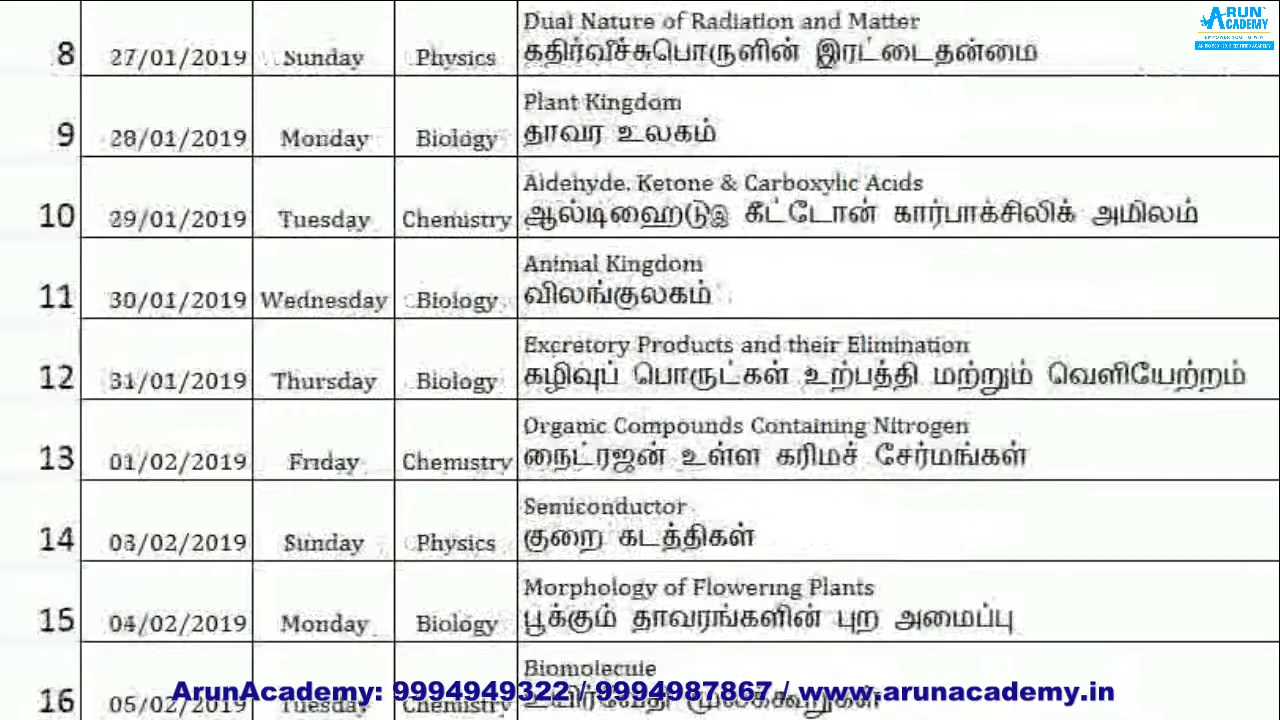 ARUN ACADEMY
8 27/01/2019 Sunday Physics Dual Nature of Radiation and Matter
கதிர்வீச்சுபொருளின் இரட்டைதன்மை
9 28/01/2019 Monday Biology Plant Kingdom
தாவர உலகம்
10 29/01/2019 Tuesday Chemistry Aldehyde, Ketone & Carboxylic Acids
ஆல்டிஹைடுஇ கீட்டோன் கார்பாக்சிலிக் அமிலம்
11 30/01/2019 Wednesday Biology Animal Kingdom
விலங்குலகம்
12 31/01/2019 Thursday Biology Excretory Products and their Elimination
கழிவுப் பொருட்கள் உற்பத்தி மற்றும் வெளியேற்றம்
13 01/02/2019 Friday Chemistry Organic Compounds Containing Nitrogen
நைட்ரஜன் உள்ள கரிமச் சேர்மங்கள்
14 03/02/2019 Sunday Physics Semiconductor
குறை கடத்திகள்
15 04/02/2019 Monday Biology Morphology of Flowering Plants
பூக்கும் தாவரங்களின் புற அமைப்பு
16 05/02/2019 Tuesday Chemistry Biomolecule
ArunAcademy: 9994949322 / 9994987867 / www.arunacademy.in